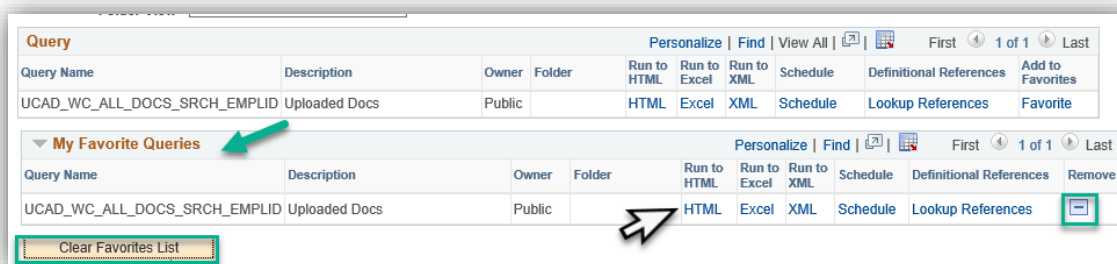 Query Personalize | Find | View All | | First 1 of 1 Last
Query Name Description Owner Folder Run to HTML Run to Excel Run to XML Schedule Definitional References Add to Favorites
UCAD_WC_ALL_DOCS_SRCH_EMPLID Uploaded Docs Public HTML Excel XML Schedule Lookup References Favorite
My Favorite Queries Personalize | Find | | First 1 of 1 Last
Query Name Description Owner Folder Run to HTML Run to Excel Run to XML Schedule Definitional References Remove
UCAD_WC_ALL_DOCS_SRCH_EMPLID Uploaded Docs Public HTML Excel XML Schedule Lookup References
Clear Favorites List